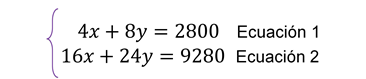 4x + 8y = 2800 Ecuación 1
16x + 24y = 9280 Ecuación 2